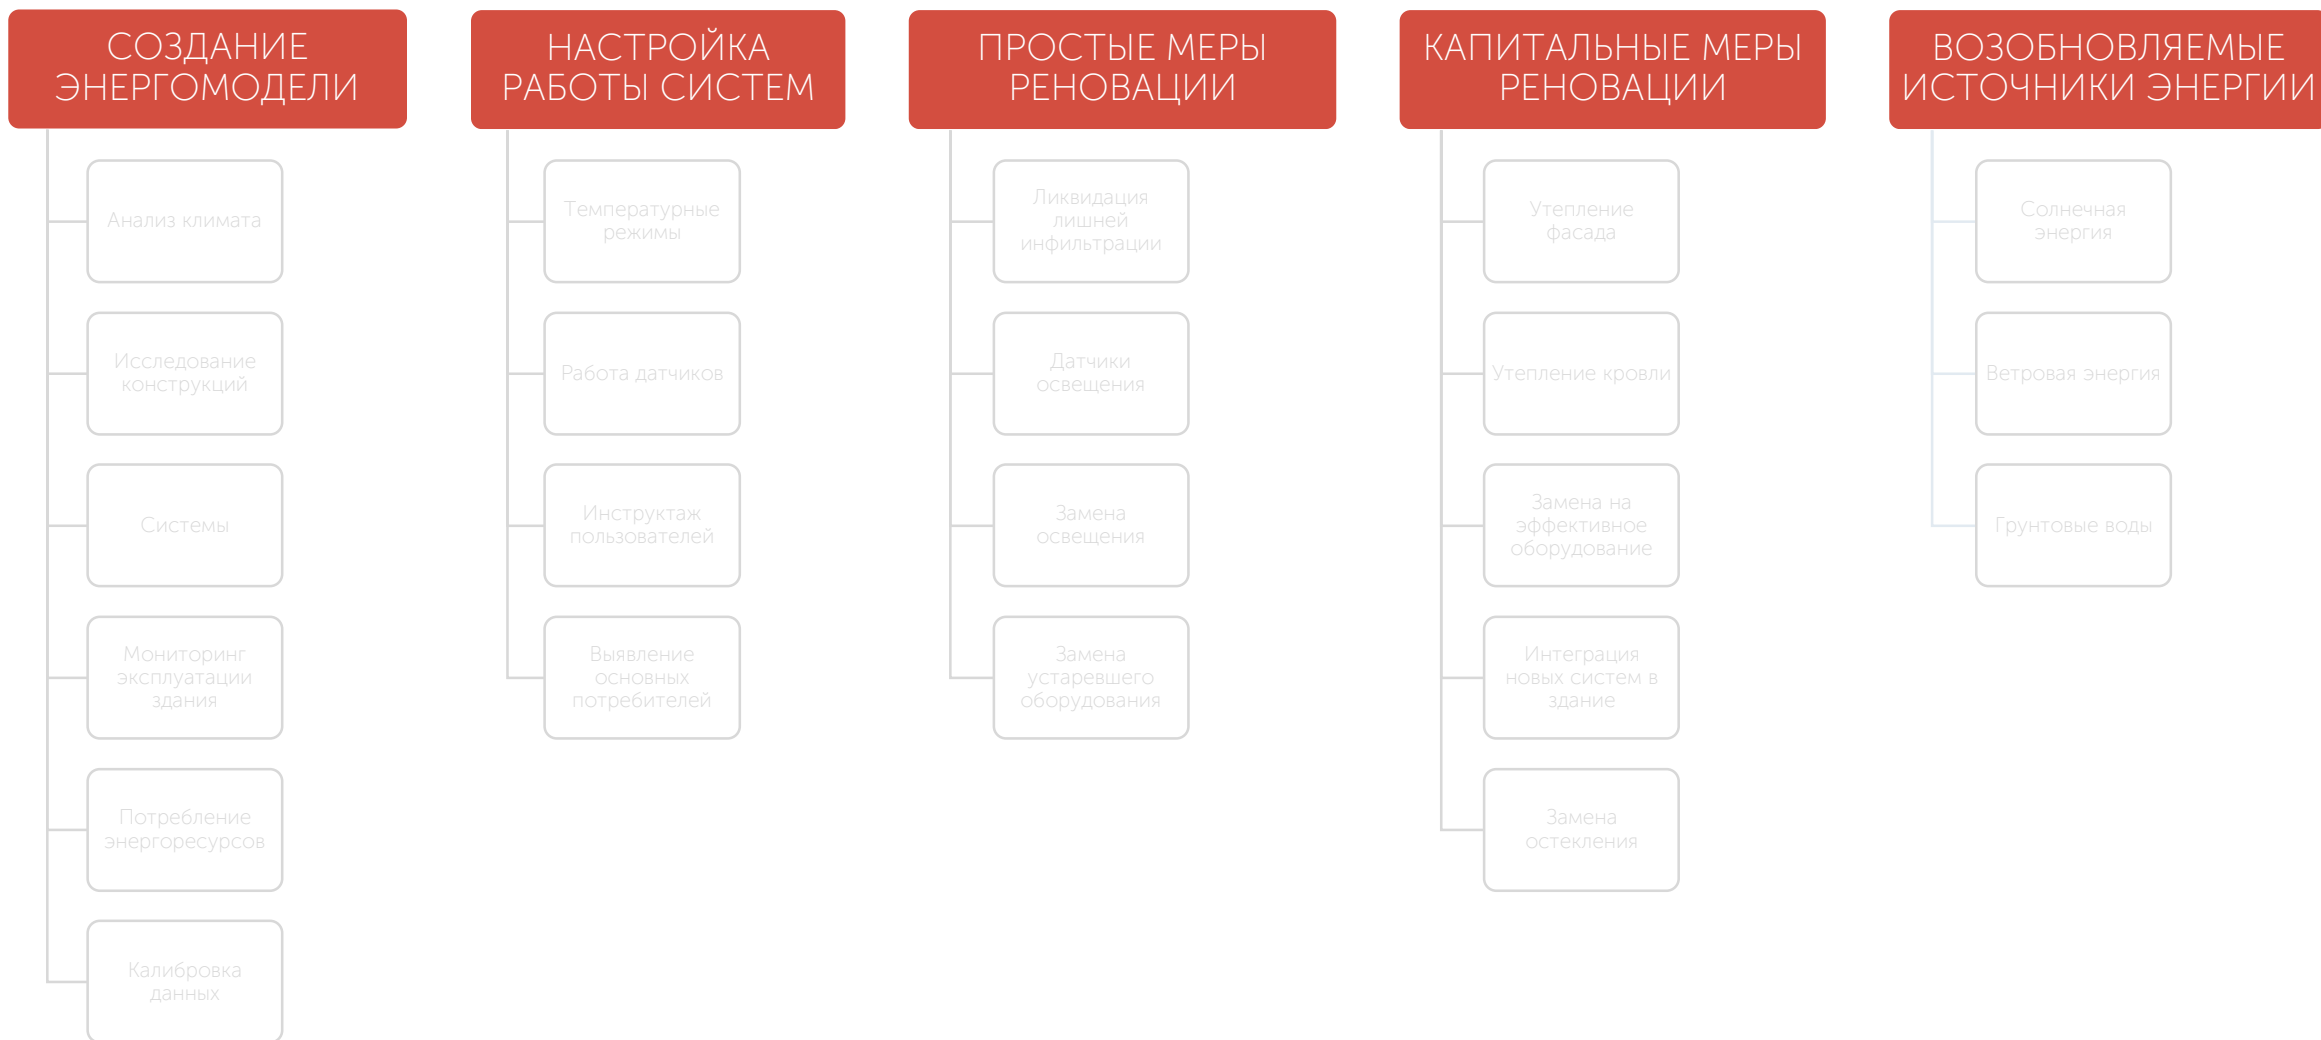 СОЗДАНИЕ
ЭНЕРГОМОДЕЛИ
Анализ климата
Исследование
конструкций
Системы
Мониторинг
эксплуатации
здания
Потребление
энергоресурсов
Калибровка
данных
НАСТРОЙКА
РАБОТЫ СИСТЕМ
Температурные
режимы
Работа датчиков
Инструктаж
пользователей
Выявление
основных
потребителей
ПРОСТЫЕ МЕРЫ
РЕНОВАЦИИ
Ликвидация
лишней
инфильтрации
Датчики
освещения
Замена
освещения
Замена
устаревшего
оборудования
КАПИТАЛЬНЫЕ МЕРЫ
РЕНОВАЦИИ
Утепление
фасада
Утепление кровли
Замена на
эффективное
оборудование
Интеграция
новых систем в
здание
Замена
остекления
ВОЗОБНОВЛЯЕМЫЕ
ИСТОЧНИКИ ЭНЕРГИИ
Солнечная
энергия
Ветровая энергия
Грунтовые воды